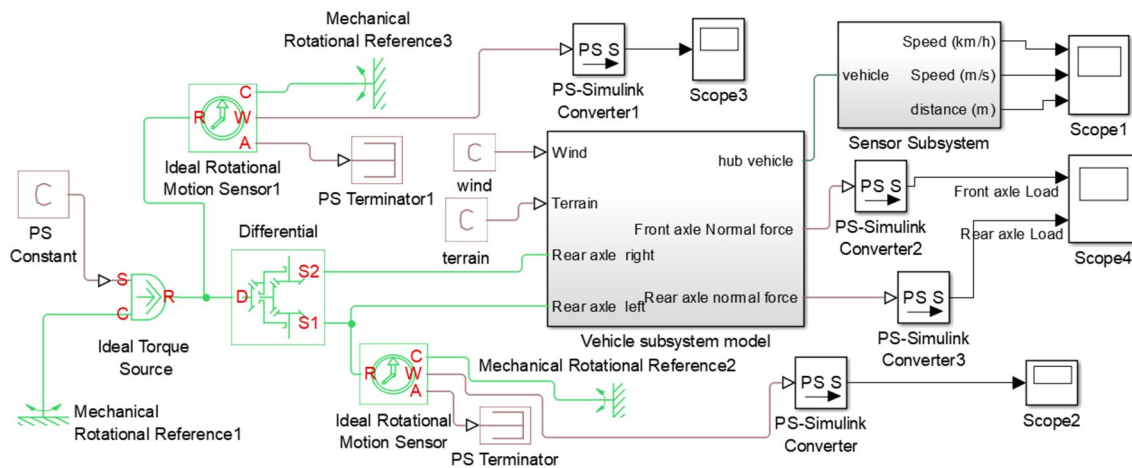 Mechanical
Rotational Reference3
C
R
W
A
Ideal Rotational
Motion Sensor1
PS S
PS-Simulink
Converter1
Scope3
PS Terminator1
C
PS
Constant
C
wind
C
terrain
Speed (km/h)
vehicle
Speed (m/s)
distance (m)
Sensor Subsystem
Scope1
Wind
hub vehicle
Terrain
Front axle Normal force
Rear axle right
Rear axle normal force
Rear axle left
Vehicle subsystem model
PS S
PS-Simulink
Converter2
Front axle Load
Rear axle Load
Scope4
PS S
PS-Simulink
Converter3
Differential
S2
D
S1
S
R
C
Ideal Torque
Source
Mechanical
Rotational Reference1
C
R
W
A
Ideal Rotational
Motion Sensor
Mechanical Rotational Reference2
PS Terminator
PS S
PS-Simulink
Converter
Scope2